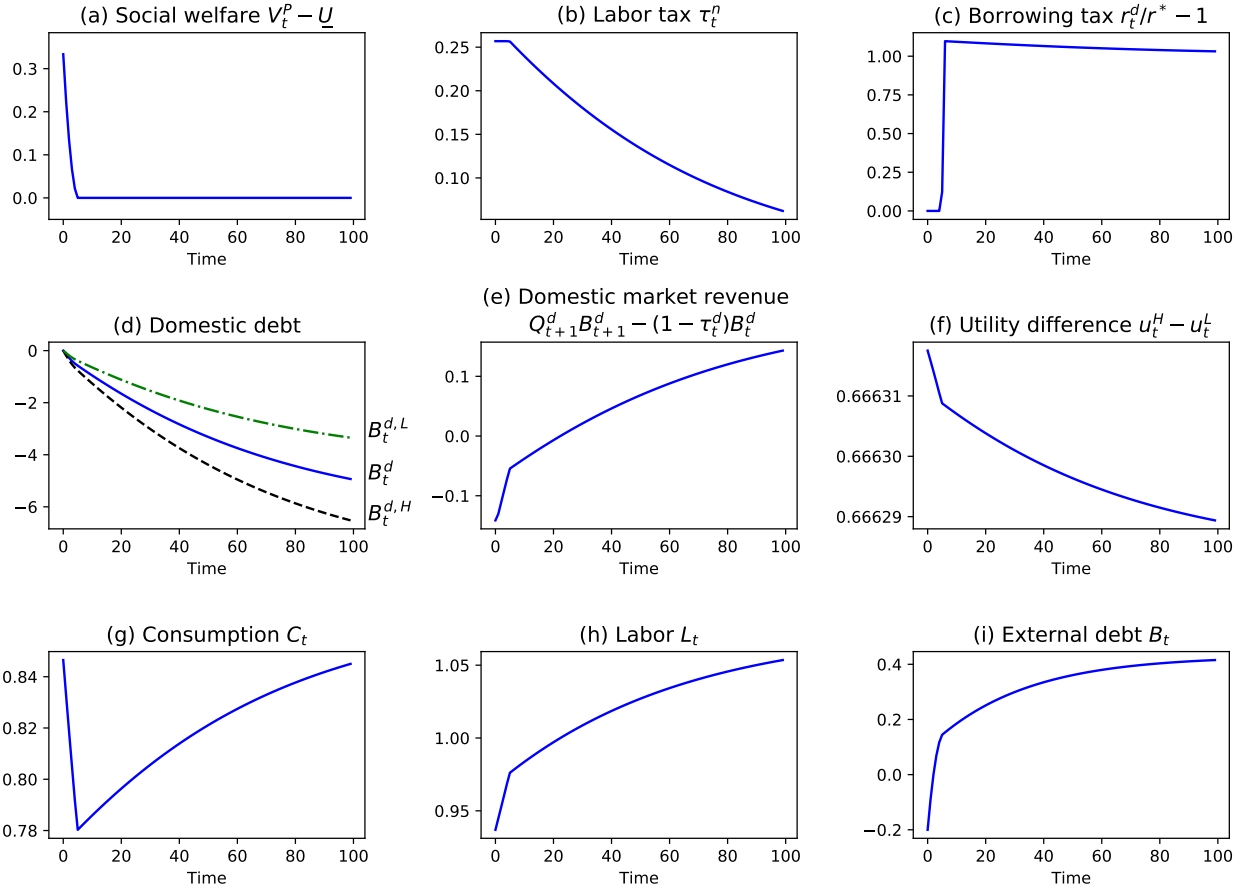 (a) Social welfare $V_t^P - \underline{U}$
0.3
0.2
0.1
0.0
0 20 40 60 80 100
Time
(b) Labor tax $\tau_t^n$
0.25
0.20
0.15
0.10
0 20 40 60 80 100
Time
(c) Borrowing tax $r_t^d/r^* - 1$
1.00
0.75
0.50
0.25
0.00
0 20 40 60 80 100
Time
(d) Domestic debt
0
−2
−4
−6
$B_t^{d,L}$
$B_t^d$
$B_t^{d,H}$
0 20 40 60 80 100
Time
(e) Domestic market revenue
$Q_{t+1}^d B_{t+1}^d - (1 - \tau_t^d)B_t^d$
0.1
0.0
−0.1
0 20 40 60 80 100
Time
(f) Utility difference $u_t^H - u_t^L$
0.66631
0.66630
0.66629
0 20 40 60 80 100
Time
(g) Consumption $C_t$
0.84
0.82
0.80
0.78
0 20 40 60 80 100
Time
(h) Labor $L_t$
1.05
1.00
0.95
0 20 40 60 80 100
Time
(i) External debt $B_t$
0.4
0.2
0.0
−0.2
0 20 40 60 80 100
Time